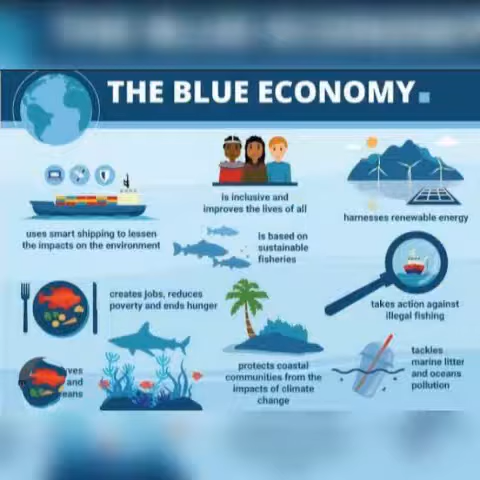 THE BLUE ECONOMY
is inclusive and
improves the lives of all
harnesses renewable energy
uses smart shipping to lessen
the impacts on the environment
is based on
sustainable
fisheries
creates jobs, reduces
poverty and ends hunger
takes action against
illegal fishing
protects coastal
communities from the
impacts of climate
change
tackles
marine litter
and oceans
pollution
and